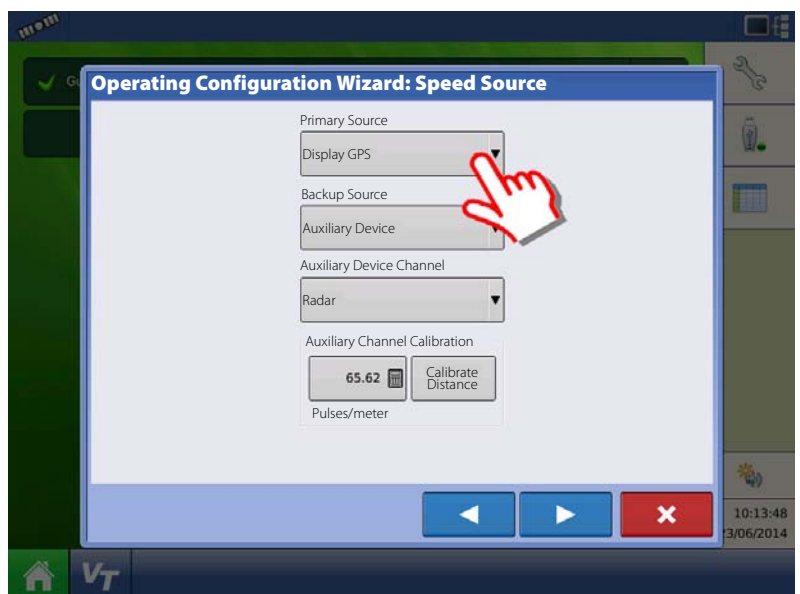 G
Operating Configuration Wizard: Speed Source
Primary Source
Display GPS
Backup Source
Auxiliary Device
Auxiliary Device Channel
Radar
Auxiliary Channel Calibration
65.62
Calibrate
Distance
Pulses/meter
10:13:48
3/06/2014
VT